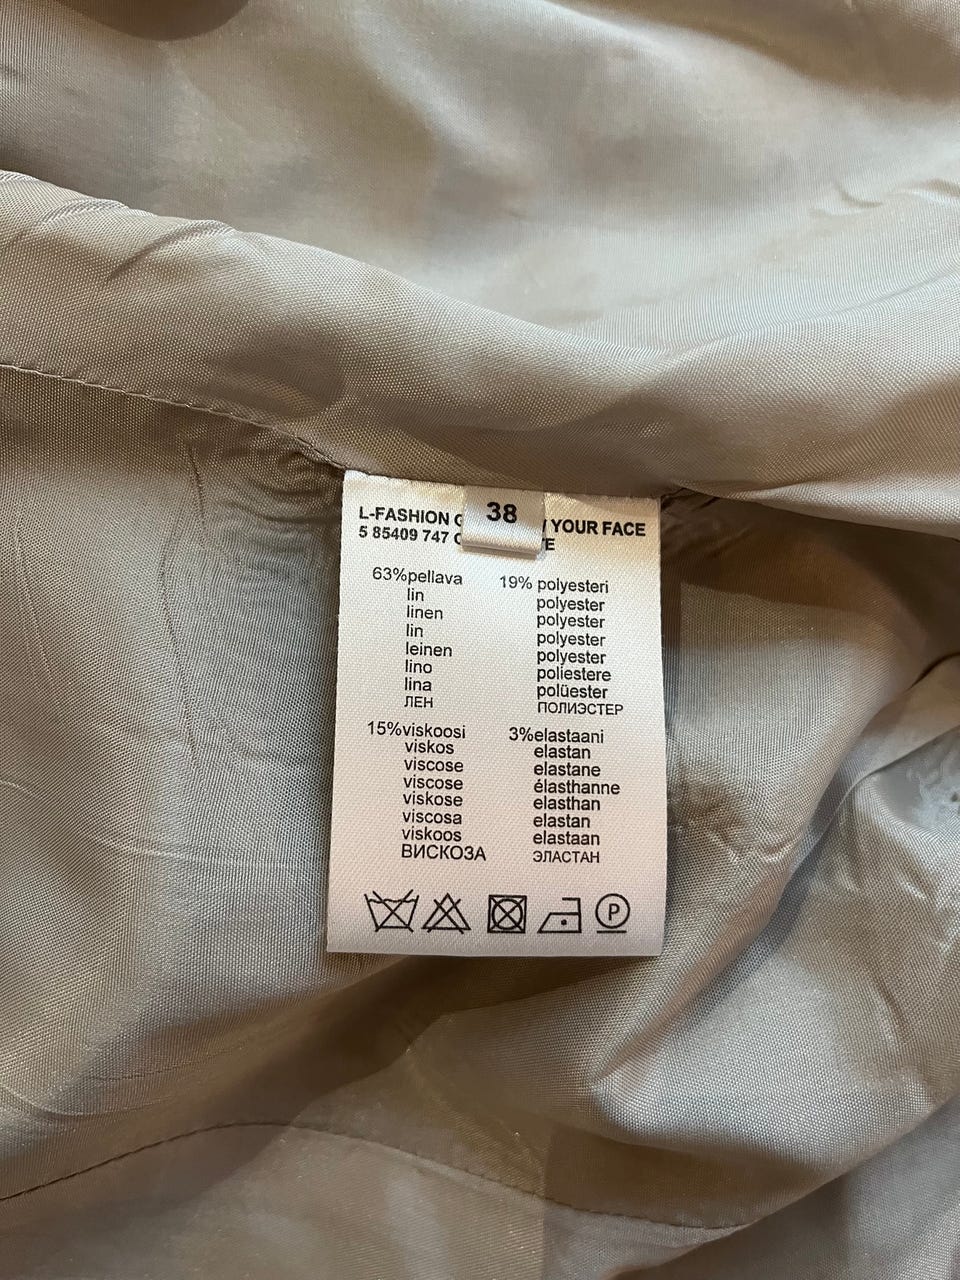 38
L-FASHION YOUR FACE
5 85409 747
63%pellava
lin
linen
lin
leinen
lino
lina
ЛЕН
19% polyesteri
polyester
polyester
polyester
polyester
poliestere
polüester
ПОЛИЭСТЕР
15%viskoosi
viskos
viscose
viscose
viskose
viscosa
viskoos
ВИСКОЗА
3%elastaani
elastan
elastane
élasthanne
elasthan
elastan
elastaan
ЭЛАСТАН
P